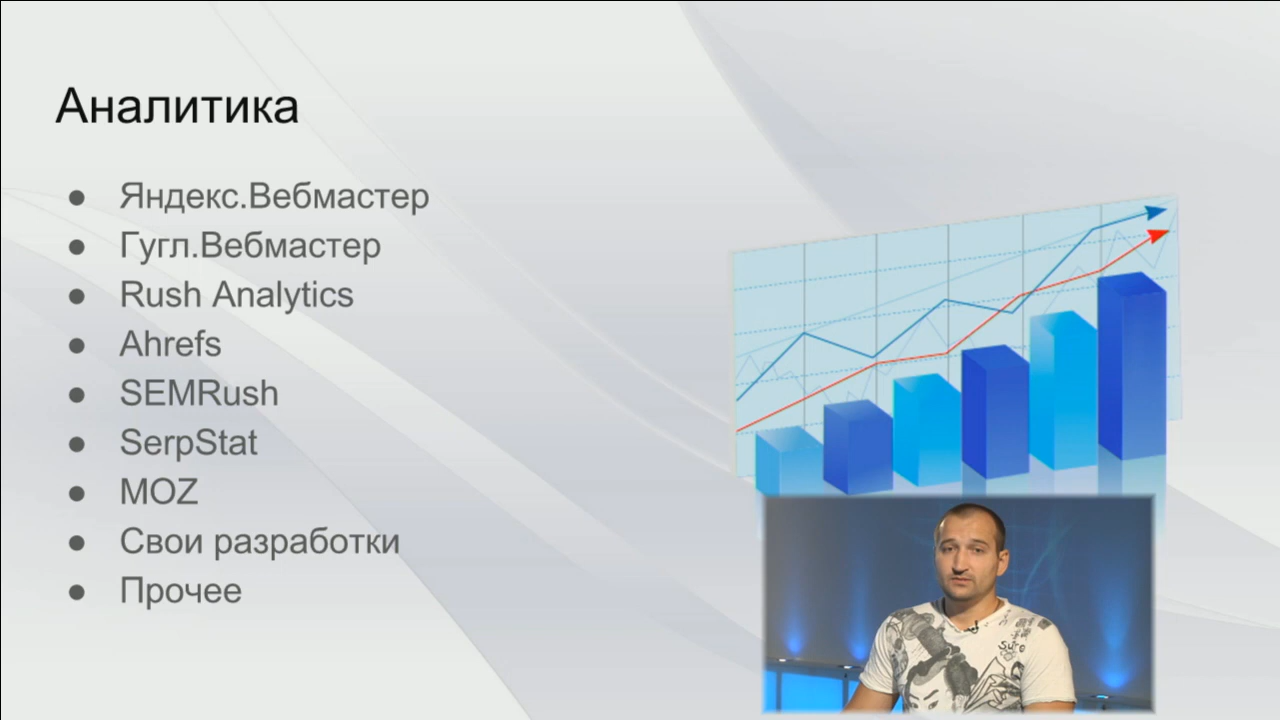 Аналитика
Яндекс.Вебмастер
Гугл.Вебмастер
Rush Analytics
Ahrefs
SEMRush
SerpStat
MOZ
Свои разработки
Прочее